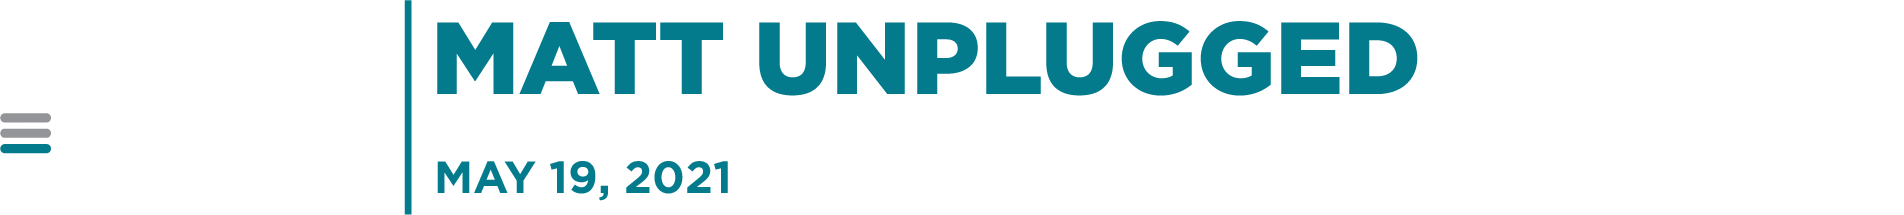 MATT UNPLUGGED
MAY 19, 2021